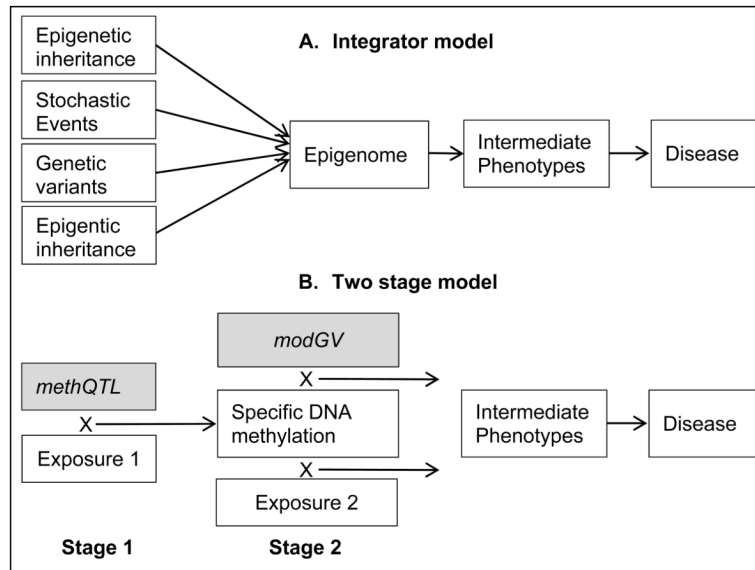 A. Integrator model
Epigenetic
inheritance
Stochastic
Events
Genetic
variants
Epigentic
inheritance
Epigenome
Intermediate
Phenotypes
Disease
B. Two stage model
methQTL
X
Exposure 1
modGV
X
Specific DNA
methylation
X
Exposure 2
Intermediate
Phenotypes
Disease
Stage 1
Stage 2